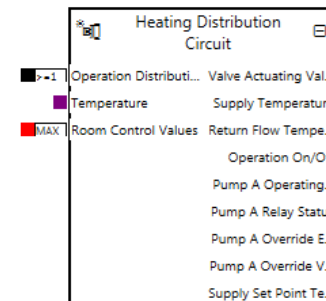 Heating Distribution
Circuit
>=1 Operation Distributi... Valve Actuating Val.
Temperature Supply Temperatur
MAX Room Control Values Return Flow Tempe.
Operation On/O
Pump A Operating.
Pump A Relay Statu
Pump A Override E.
Pump A Override V.
Supply Set Point Te.